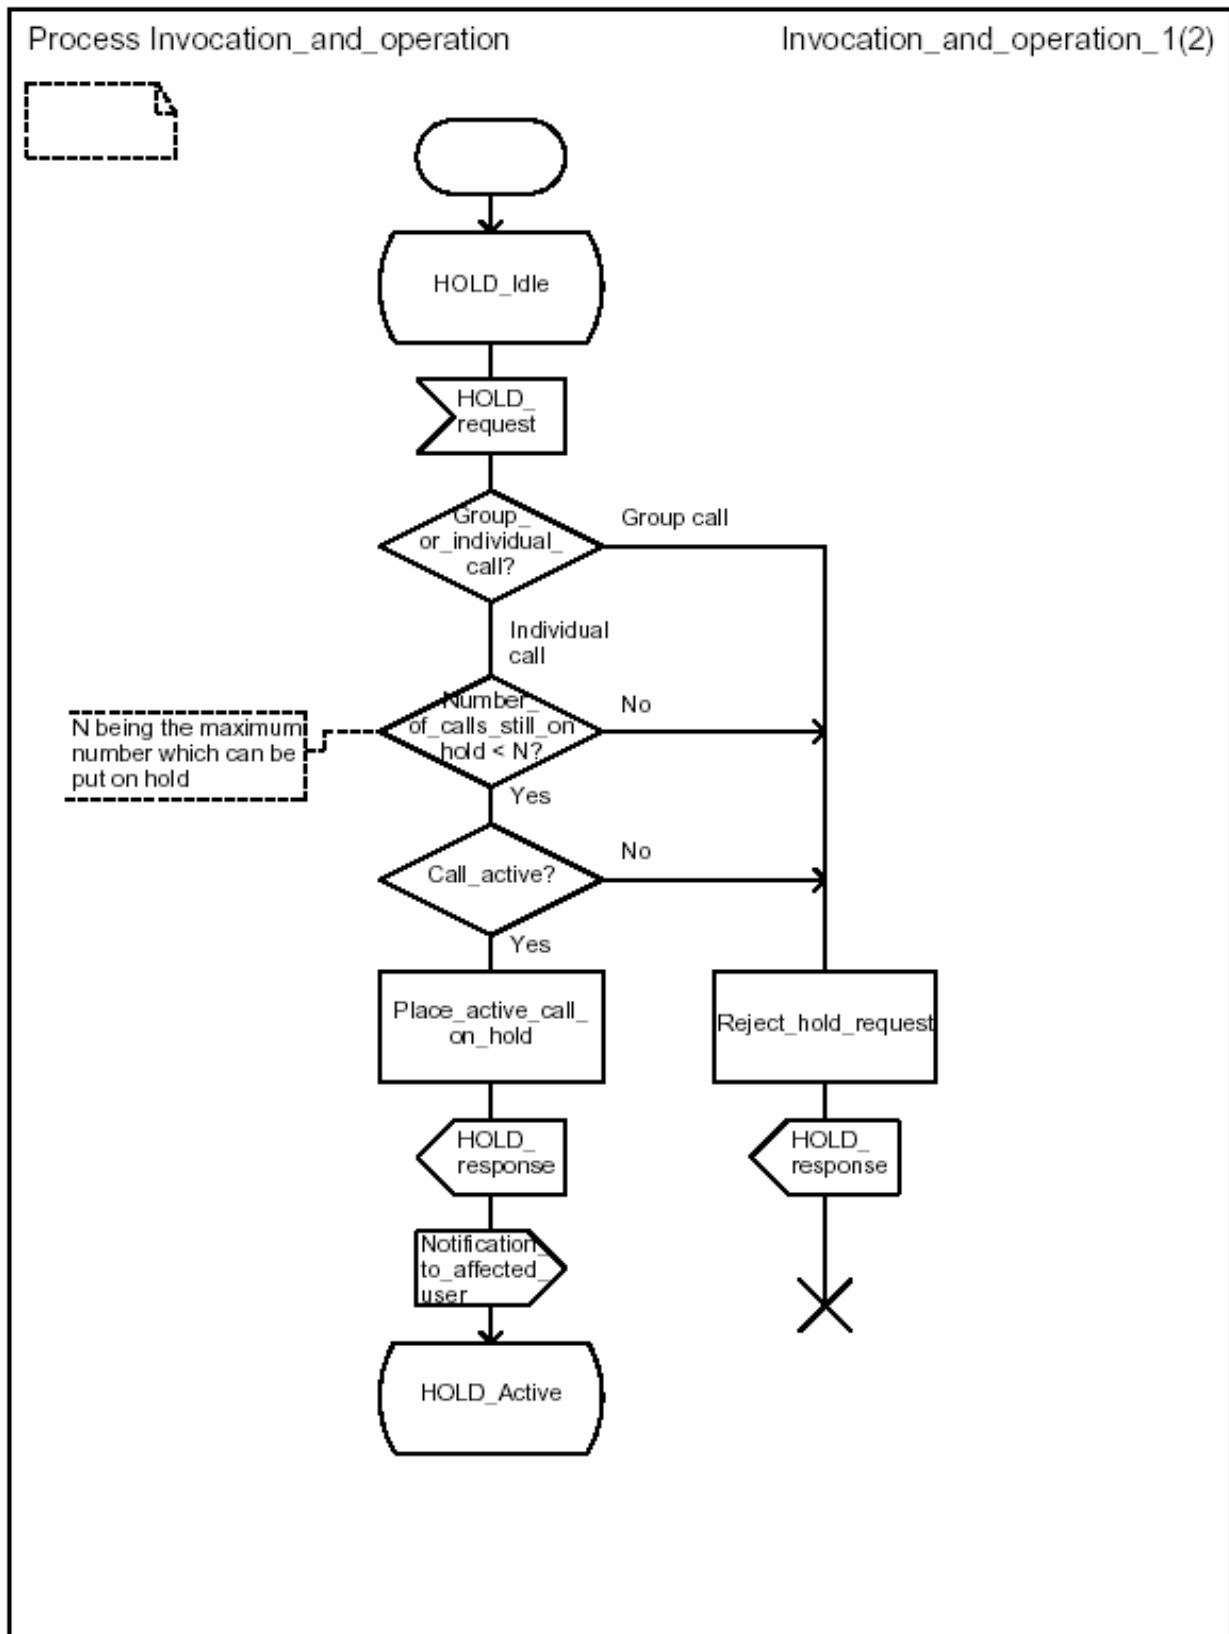 Process Invocation_and_operation
Invocation_and_operation_1(2)
HOLD_Idle
HOLD_
request
Group_
or_individual_
call?
Group call
Individual
call
Number_
of_calls_still_on
hold < N?
No
N being the maximum
number which can be
put on hold
Yes
Call_active?
No
Yes
Place_active_call_
on_hold
Reject_hold_request
HOLD_
response
HOLD_
response
Notification_
to_affected_
user
HOLD_Active